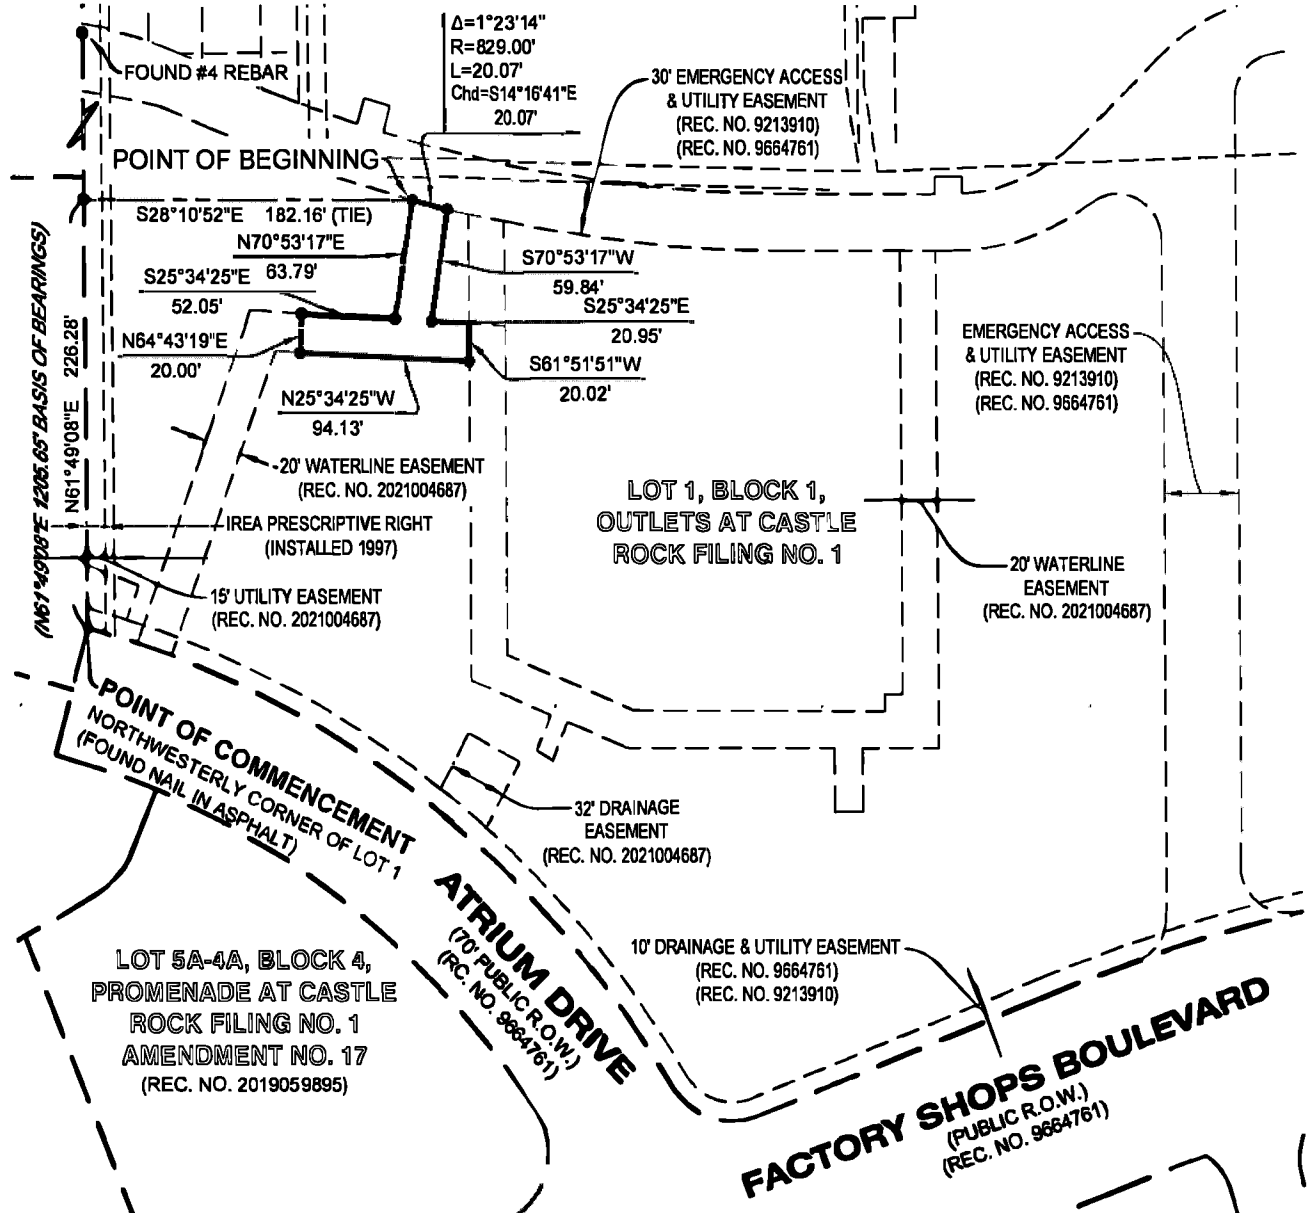 Δ=1°23'14"
R=829.00'
L=20.07'
Chd=S14°16'41"E
20.07'
FOUND #4 REBAR
30' EMERGENCY ACCESS
& UTILITY EASEMENT
(REC. NO. 9213910)
(REC. NO. 9664761)
POINT OF BEGINNING
S28°10'52"E 182.16' (TIE)
N70°53'17"E
63.79'
S70°53'17"W
59.84'
S25°34'25"E
52.05'
S25°34'25"E
20.95'
N64°43'19"E
20.00'
S61°51'51"W
20.02'
N25°34'25"W
94.13'
EMERGENCY ACCESS
& UTILITY EASEMENT
(REC. NO. 9213910)
(REC. NO. 9664761)
(N61°49'08"E 1205.65' BASIS OF BEARINGS)
N61°49'08"E 226.28'
20' WATERLINE EASEMENT
(REC. NO. 2021004687)
LOT 1, BLOCK 1,
OUTLETS AT CASTLE
ROCK FILING NO. 1
IREA PRESCRIPTIVE RIGHT
(INSTALLED 1997)
20' WATERLINE
EASEMENT
(REC. NO. 2021004687)
15' UTILITY EASEMENT
(REC. NO. 2021004687)
POINT OF COMMENCEMENT
NORTHWESTERLY CORNER OF LOT 1
(FOUND NAIL IN ASPHALT)
32' DRAINAGE
EASEMENT
(REC. NO. 2021004687)
ATRIUM DRIVE
(70' PUBLIC R.O.W.)
(RC. NO. 9664761)
10' DRAINAGE & UTILITY EASEMENT
(REC. NO. 9664761)
(REC. NO. 9213910)
LOT 5A-4A, BLOCK 4,
PROMENADE AT CASTLE
ROCK FILING NO. 1
AMENDMENT NO. 17
(REC. NO. 2019059895)
FACTORY SHOPS BOULEVARD
(PUBLIC R.O.W.)
(REC. NO. 9664761)